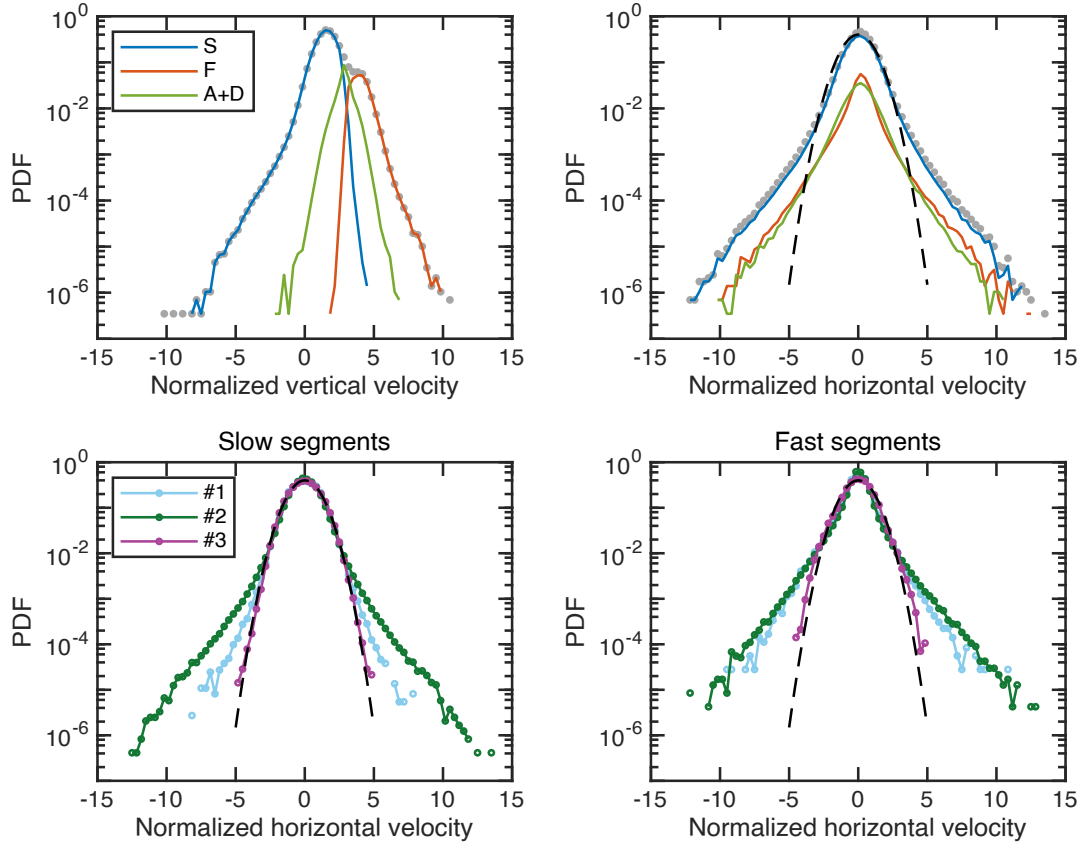 10^0
10^-2
10^-4
10^-6
PDF
S
F
A+D
-15 -10 -5 0 5 10 15
Normalized vertical velocity
10^0
10^-2
10^-4
10^-6
PDF
-15 -10 -5 0 5 10 15
Normalized horizontal velocity
Slow segments
10^0
10^-2
10^-4
10^-6
PDF
#1
#2
#3
-15 -10 -5 0 5 10 15
Normalized horizontal velocity
Fast segments
10^0
10^-2
10^-4
10^-6
PDF
-15 -10 -5 0 5 10 15
Normalized horizontal velocity